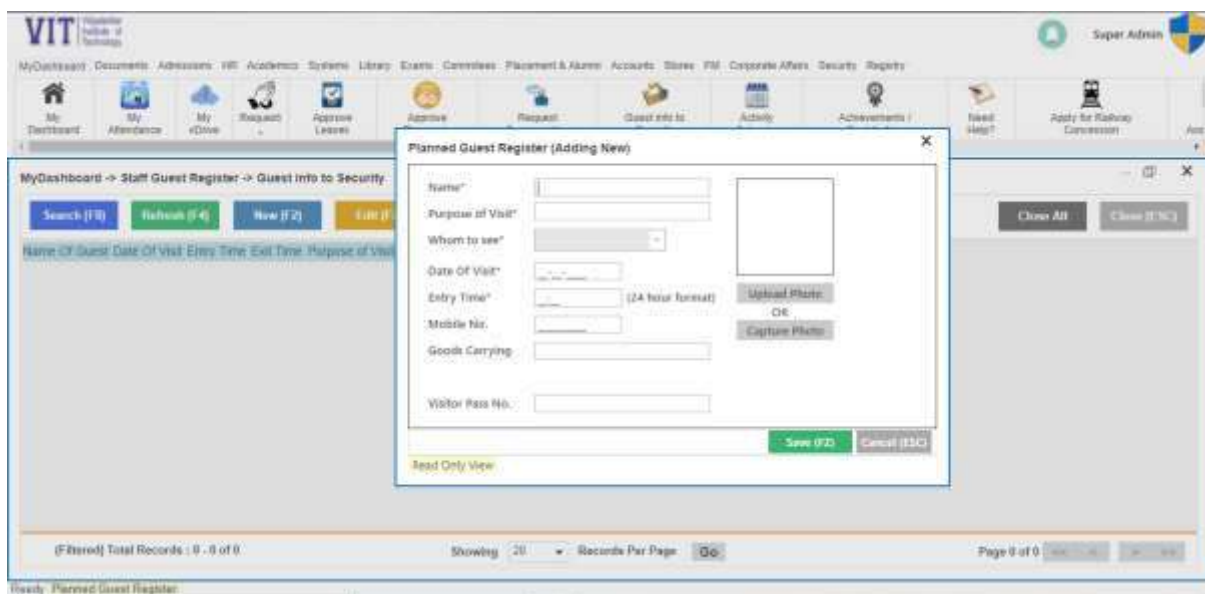 VIT Vidyalankar Institute of Technology
Super Admin
MyDashboard Documents Admissions HR Academics Systems Library Exams Committees Placement & Alumni Accounts Stores FM Corporate Affairs Security Registry
My Dashboard
My Attendance
My eDrive
Request
Approve Leaves
Approve
Request
Guest info to
Activity
Achievements /
Need Help?
Apply for Railway Concession
Planned Guest Register (Adding New)
MyDashboard -> Staff Guest Register -> Guest Info to Security
Search (F8) Refresh (F4) New (F2) Edit (F Close All Close (ESC)
Name Of Guest Date Of Visit Entry Time Exit Time Purpose of Visit
Name*
Purpose of Visit*
Whom to see*
Date Of Visit*
Entry Time* (24 hour format)
Mobile No.
Goods Carrying
Visitor Pass No.
Upload Photo
OR
Capture Photo
Save (F2) Cancel (ESC)
Read Only View
(Filtered) Total Records : 0 - 0 of 0 Showing 20 Records Per Page Go Page 0 of 0 << < > >>
Ready Planned Guest Register